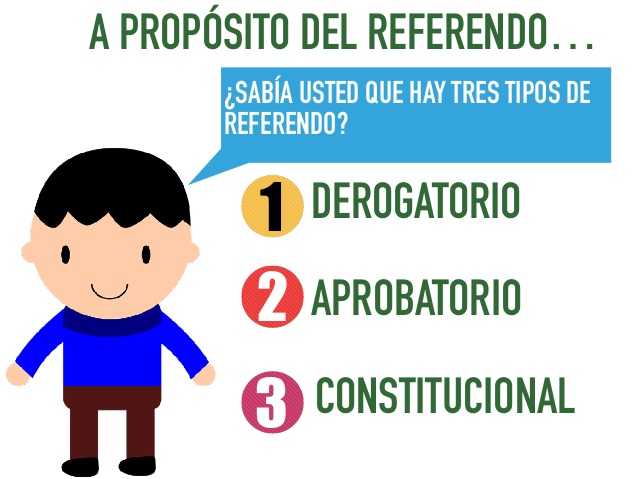 A PROPÓSITO DEL REFERENDO...
¿SABÍA USTED QUE HAY TRES TIPOS DE
REFERENDO?
1 DEROGATORIO
2 APROBATORIO
3 CONSTITUCIONAL